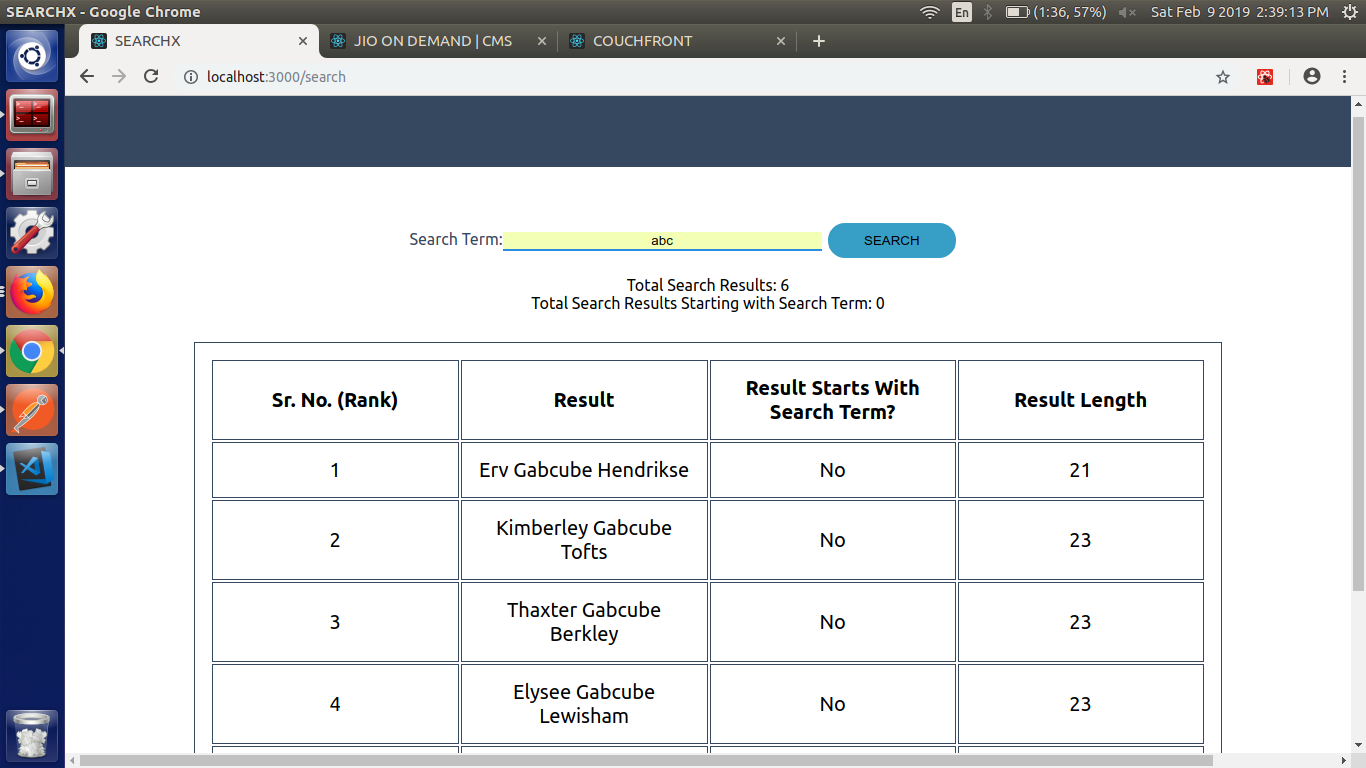 SEARCHX - Google Chrome
En
(1:36, 57%)
Sat Feb 9 2019 2:39:13 PM
SEARCHX
JIO ON DEMAND | CMS
COUCHFRONT
localhost:3000/search
Search Term:
abc
SEARCH
Total Search Results: 6
Total Search Results Starting with Search Term: 0
Sr. No. (Rank)
Result
Result Starts With
Search Term?
Result Length
1
Erv Gabcube Hendrikse
No
21
2
Kimberley Gabcube
Tofts
No
23
3
Thaxter Gabcube
Berkley
No
23
4
Elysee Gabcube
Lewisham
No
23